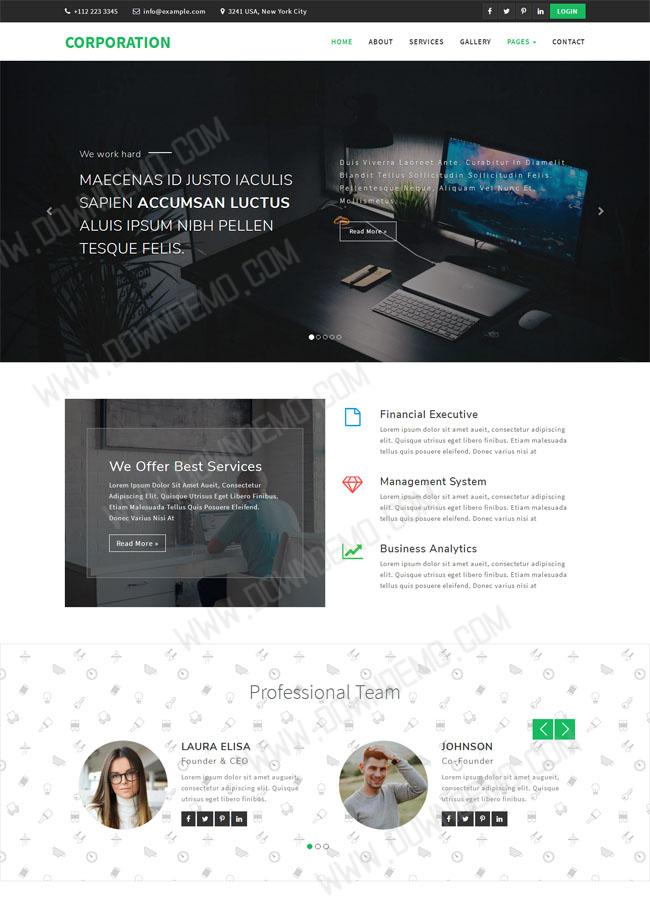 +112 223 3345 info@example.com 3241 USA, New York City LOGIN
CORPORATION HOME ABOUT SERVICES GALLERY PAGES CONTACT
We work hard
MAECENAS ID JUSTO IACULIS
SAPIEN ACCUMSAN LUCTUS
ALUIS IPSUM NIBH PELLEN
TESQUE FELIS.
Duis Viverra Laoreet Ante. Curabitur In Diamelit
Blandit Tellus Sollicitudin Sollicitudin Felis.
Pellentesque Neque, Aliquam Vel Nunc Et,
Mollismetus.
Read More »
We Offer Best Services
Lorem Ipsum Dolor Sit Amet Aueit, Consectetur
Adipiscing Elit. Quisque Utrises Eget Libero Finibus.
Etiam Malesuada Tellus Quis Posuere Eleifend.
Donec Varius Nisi At
Read More »
Financial Executive
Lorem ipsum dolor sit amet aueit, consectetur adipiscing
elit. Quisque utrisus eget libero finibus. Etiam malesuada
tellus quis posuere eleifend. Donec varius nisi at
Management System
Lorem ipsum dolor sit amet aueit, consectetur adipiscing
elit. Quisque utrisus eget libero finibus. Etiam malesuada
tellus quis posuere eleifend. Donec varius nisi at
Business Analytics
Lorem ipsum dolor sit amet aueit, consectetur adipiscing
elit. Quisque utrisus eget libero finibus. Etiam malesuada
tellus quis posuere eleifend. Donec varius nisi at
Professional Team
LAURA ELISA
Founder & CEO
Lorem ipsum dolor sit amet augueit,
consectetur adipiscing elit. Quisque
utrisus eget libero finibus.
JOHNSON
Co-Founder
Lorem ipsum dolor sit amet augueit,
consectetur adipiscing elit. Quisque
utrisus eget libero finibus.
WWW.DOWNDEMO.COM
WWW.DOWNDEMO.COM
WWW.DOWNDEMO.COM
WWW.DOWNDEMO.COM